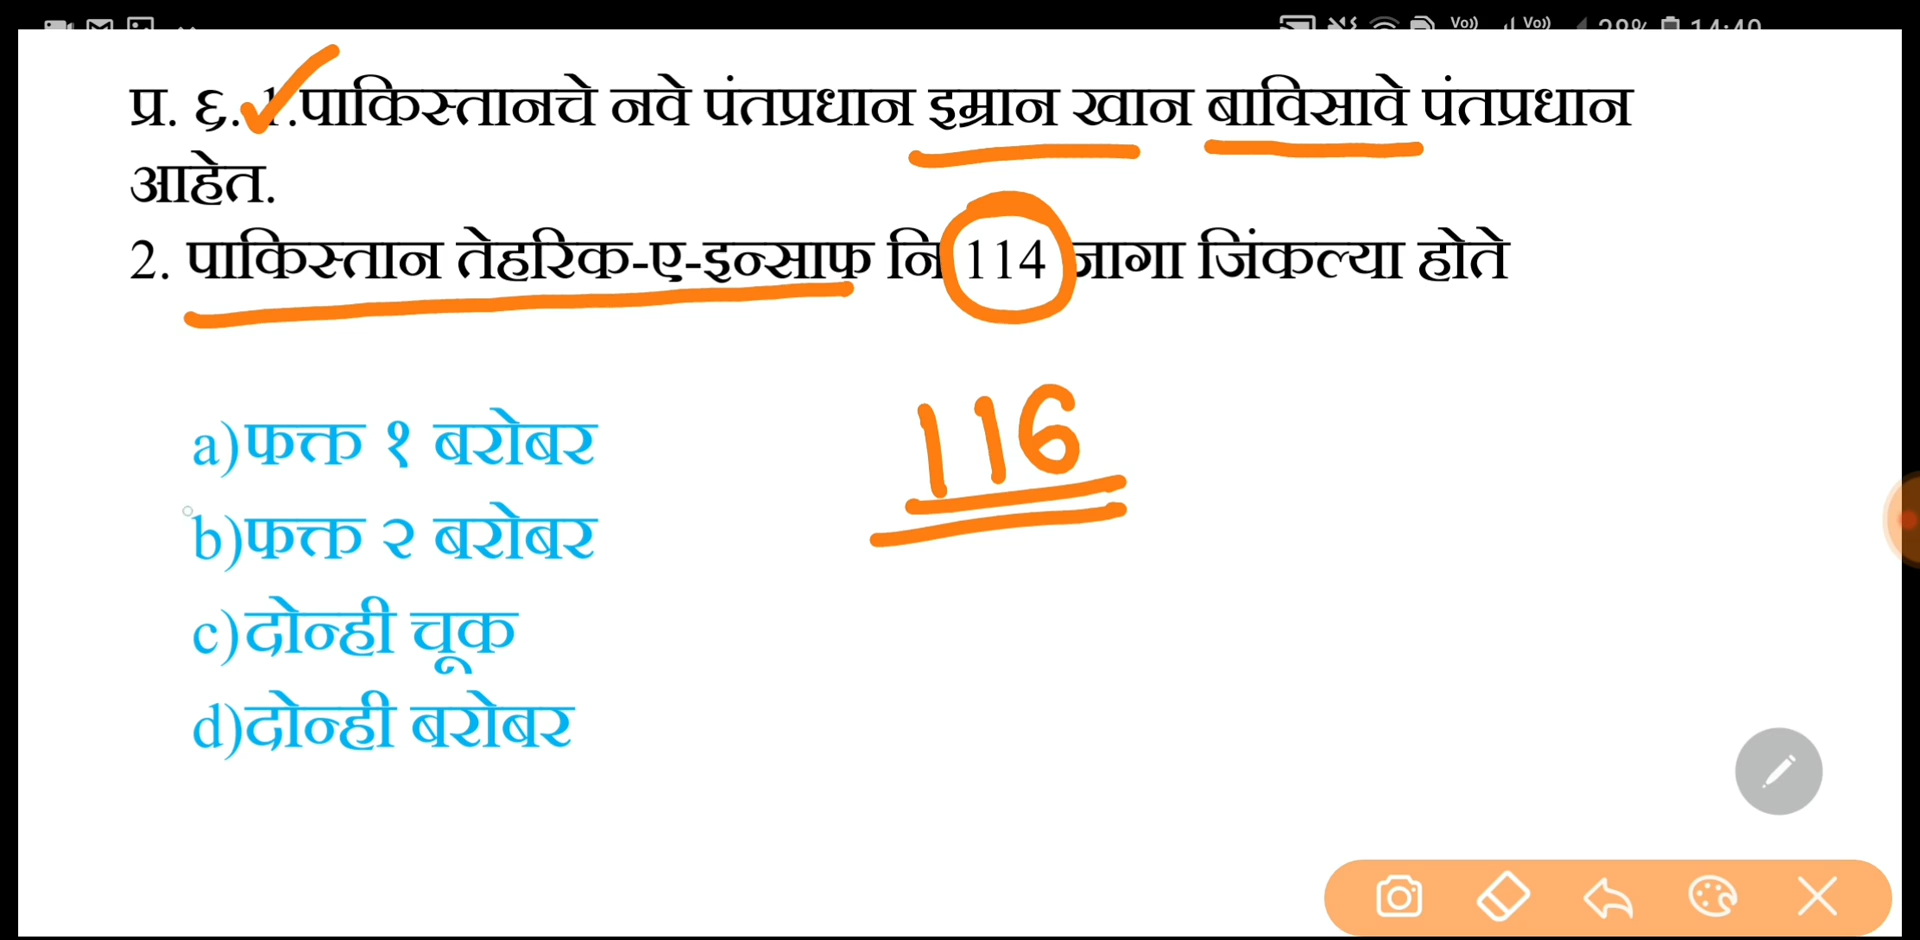 प्र. ६. 1.पाकिस्तानचे नवे पंतप्रधान इम्रान खान बाविसावे पंतप्रधान
आहेत.
2. पाकिस्तान तेहरिक-ए-इन्साफ नि 114 जागा जिंकल्या होते
116
a)फक्त १ बरोबर
b)फक्त २ बरोबर
c)दोन्ही चूक
d)दोन्ही बरोबर